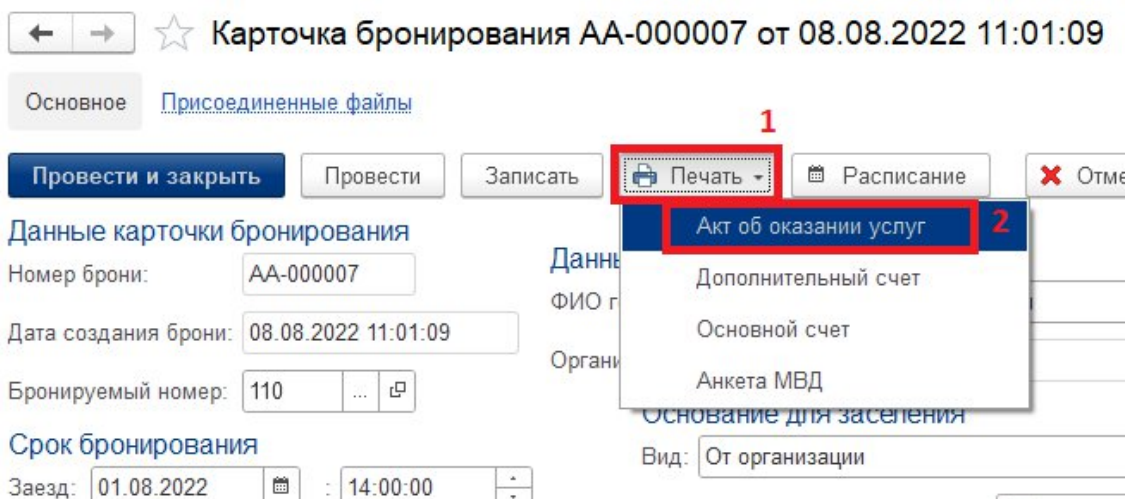 Карточка бронирования АА-000007 от 08.08.2022 11:01:09
Основное Присоединенные файлы
1
Провести и закрыть Провести Записать Печать Расписание
Акт об оказании услуг 2
Дополнительный счет
Основной счет
Анкета МВД
Данные карточки бронирования
Номер брони: АА-000007
Дата создания брони: 08.08.2022 11:01:09
Бронируемый номер: 110 ...
Срок бронирования
Заезд: 01.08.2022 : 14:00:00
ФИО
Основание для заселения
Вид: От организации